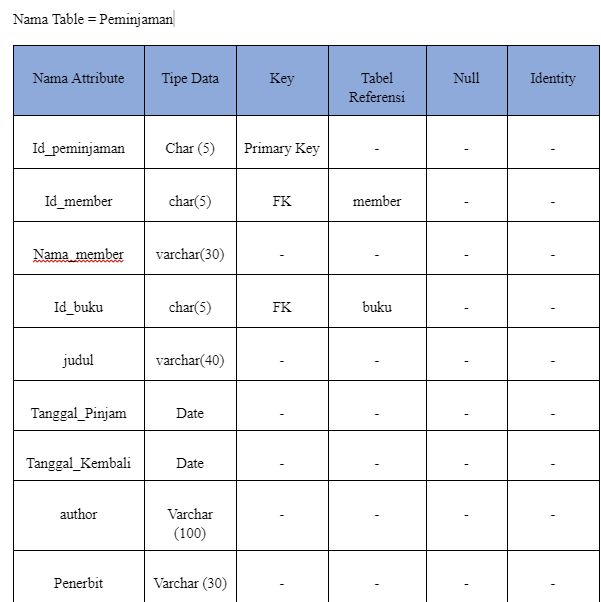 Nama Table = Peminjaman
Nama Attribute Tipe Data Key Tabel Referensi Null Identity
Id_peminjaman Char (5) Primary Key - - -
Id_member char(5) FK member - -
Nama_member varchar(30) - - - -
Id_buku char(5) FK buku - -
judul varchar(40) - - - -
Tanggal_Pinjam Date - - - -
Tanggal_Kembali Date - - - -
author Varchar (100) - - - -
Penerbit Varchar (30) - - - -